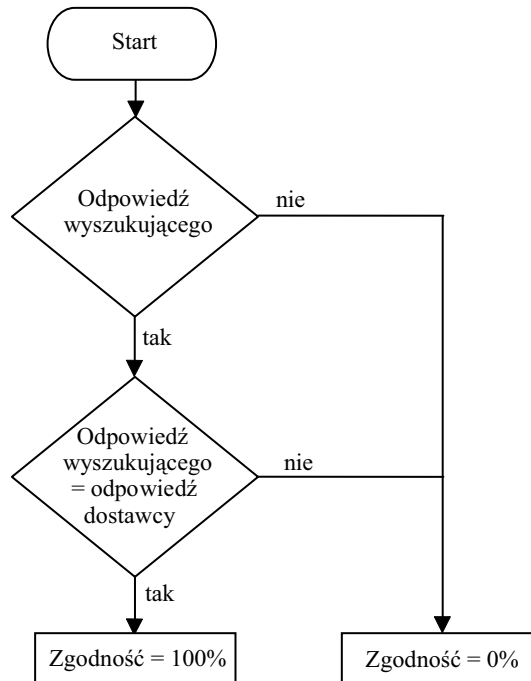 Start
Odpowiedź
wyszukującego
nie
tak
Odpowiedź
wyszukującego
= odpowiedź
dostawcy
nie
tak
Zgodność = 100%
Zgodność = 0%